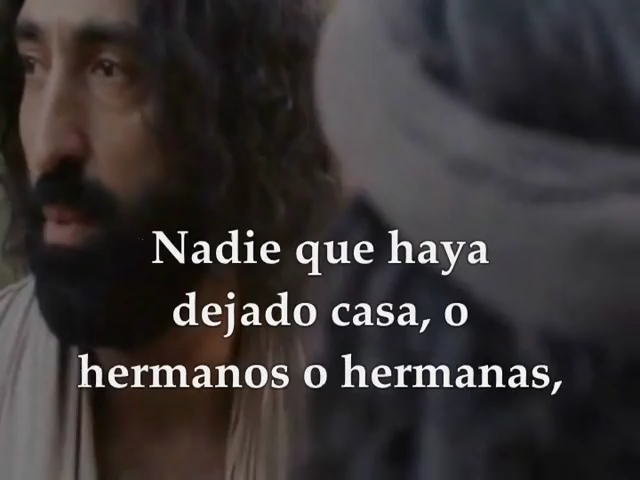 Nadie que haya
dejado casa, o
hermanos o hermanas,